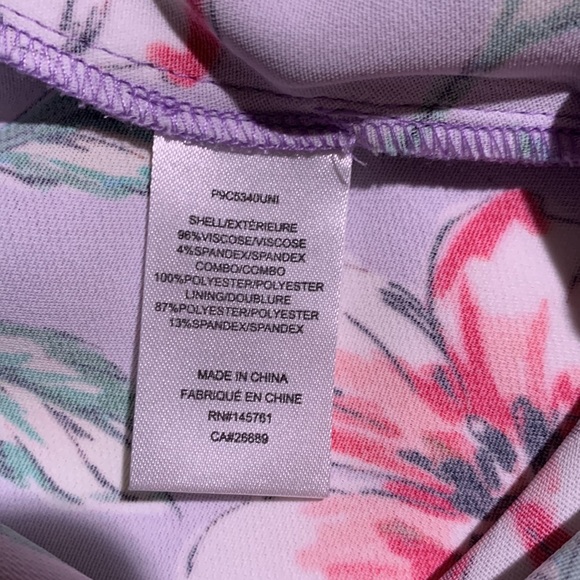 P9C5340UNI
SHELL/EXTÉRIEURE
96%VISCOSE/VISCOSE
4%SPANDEX/SPANDEX
COMBO/COMBO
100%POLYESTER/POLYESTER
LINING/DOUBLURE
87%POLYESTER/POLYESTER
13%SPANDEX/SPANDEX
MADE IN CHINA
FABRIQUÉ EN CHINE
RN#145761
CA#26689